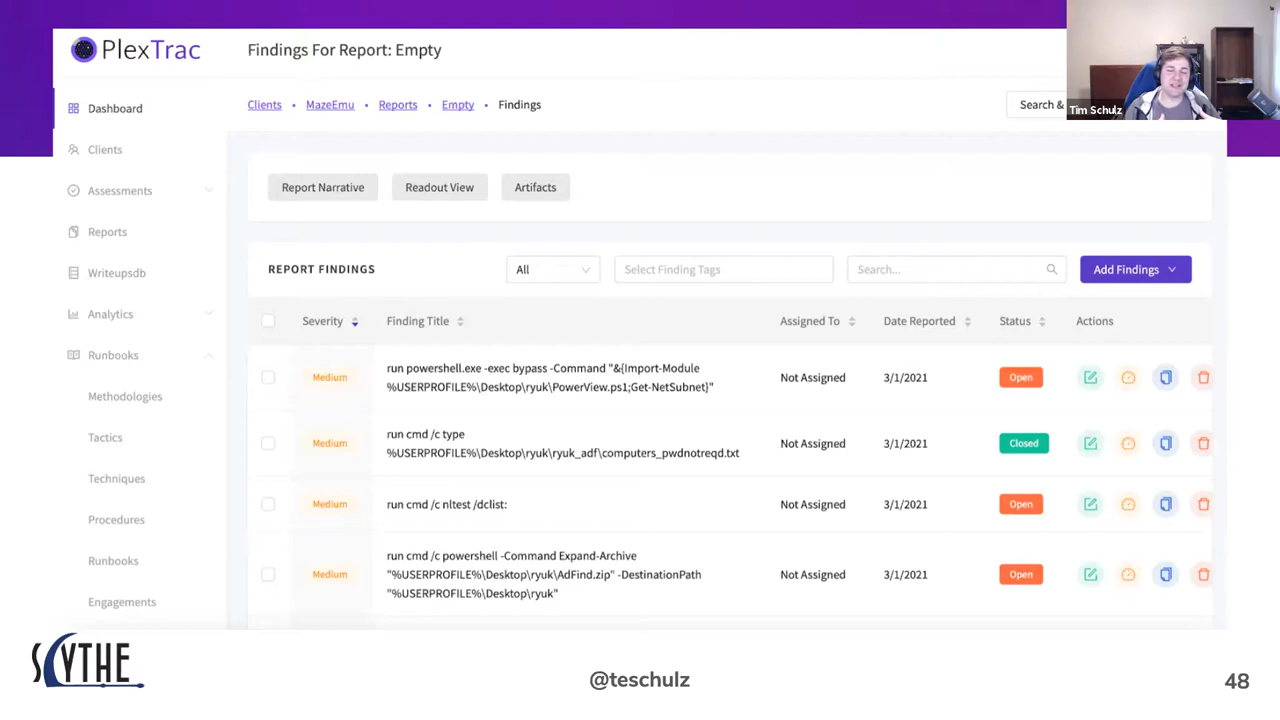 PlexTrac
Findings For Report: Empty
Tim Schulz
Clients • MazeEmu • Reports • Empty • Findings
Search &
Dashboard
Clients
Assessments
Reports
Writeupsdb
Analytics
Runbooks
Methodologies
Tactics
Techniques
Procedures
Runbooks
Engagements
Report Narrative
Readout View
Artifacts
REPORT FINDINGS
All
Select Finding Tags
Search...
Add Findings
Severity Finding Title Assigned To Date Reported Status Actions
Medium
run powershell.exe -exec bypass -Command "&{Import-Module
%USERPROFILE%\Desktop\ryuk\PowerView.ps1;Get-NetSubnet}"
Not Assigned 3/1/2021 Open
Medium
run cmd /c type
%USERPROFILE%\Desktop\ryuk\ryuk_adf\computers_pwdnotreqd.txt
Not Assigned 3/1/2021 Closed
Medium run cmd /c nltest /dclist: Not Assigned 3/1/2021 Open
Medium
run cmd /c powershell -Command Expand-Archive
"%USERPROFILE%\Desktop\ryuk\AdFind.zip" -DestinationPath
"%USERPROFILE%\Desktop\ryuk"
Not Assigned 3/1/2021 Open
SCYTHE
@teschulz
48